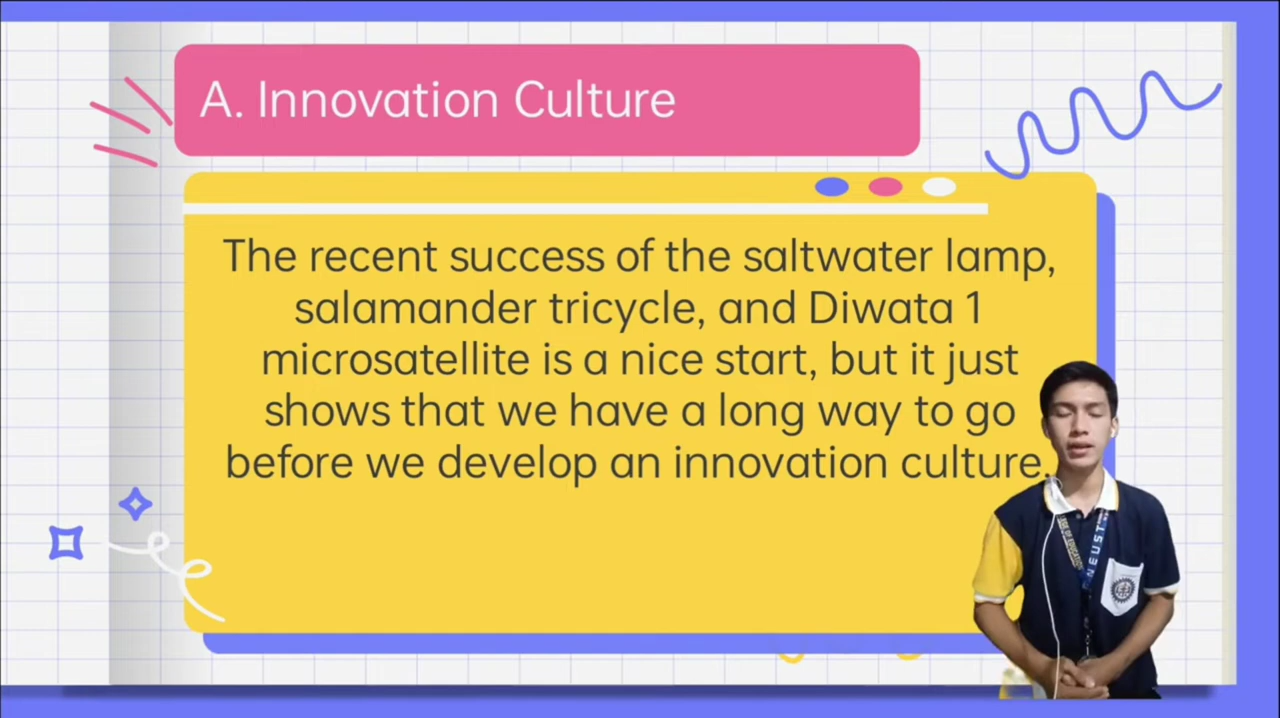 A. Innovation Culture
The recent success of the saltwater lamp,
salamander tricycle, and Diwata 1
microsatellite is a nice start, but it just
shows that we have a long way to go
before we develop an innovation culture.
NEUST